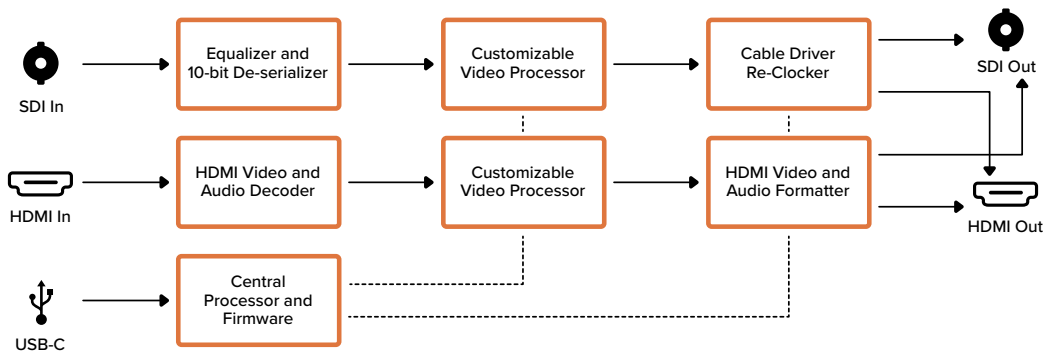 SDI In
Equalizer and
10-bit De-serializer
Customizable
Video Processor
Cable Driver
Re-Clocker
SDI Out
HDMI In
HDMI Video and
Audio Decoder
Customizable
Video Processor
HDMI Video and
Audio Formatter
HDMI Out
USB-C
Central
Processor and
Firmware